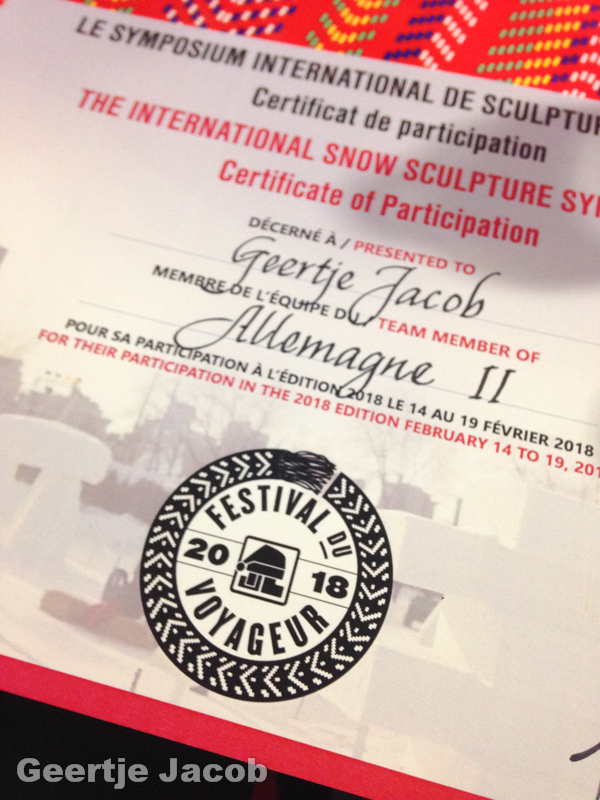 LE SYMPOSIUM INTERNATIONAL DE SCULPTUR
Certificat de participation
THE INTERNATIONAL SNOW SCULPTURE SY
Certificate of Participation
DÉCERNÉ À / PRESENTED TO
Geertje Jacob
MEMBRE DE L'ÉQUIPE DU / TEAM MEMBER OF
Allemagne II
POUR SA PARTICIPATION À L'ÉDITION 2018 LE 14 AU 19 FÉVRIER 2018
FOR THEIR PARTICIPATION IN THE 2018 EDITION FEBRUARY 14 TO 19, 201
FESTIVAL DU
20 18
VOYAGEUR
Geertje Jacob